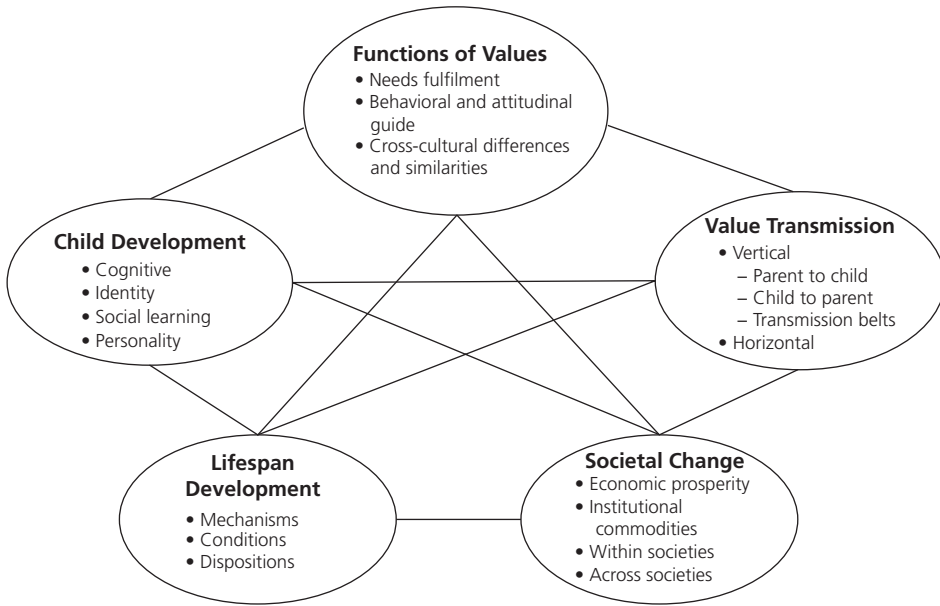 Functions of Values
• Needs fulfilment
• Behavioral and attitudinal
guide
• Cross-cultural differences
and similarities
Child Development
• Cognitive
• Identity
• Social learning
• Personality
Value Transmission
• Vertical
– Parent to child
– Child to parent
– Transmission belts
• Horizontal
Lifespan
Development
• Mechanisms
• Conditions
• Dispositions
Societal Change
• Economic prosperity
• Institutional
commodities
• Within societies
• Across societies